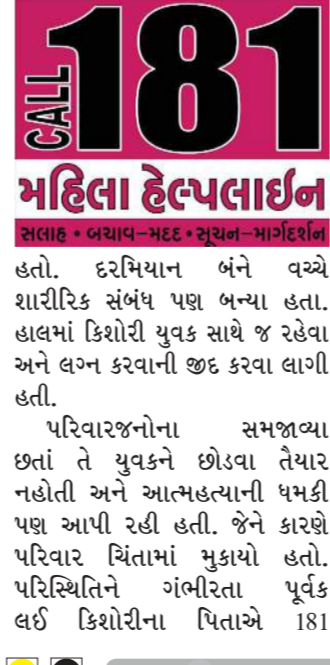 CALL 181
મહિલા હેલ્પલાઇન
સલાહ • બચાવ–મદદ • સૂચન–માર્ગદર્શન
હતો. દરમિયાન બંને વચ્ચે
શારીરિક સંબંધ પણ બન્યા હતા.
હાલમાં કિશોરી યુવક સાથે જ રહેવા
અને લગ્ન કરવાની જીદ કરવા લાગી
હતી.
પરિવારજનોના સમજાવ્યા
છતાં તે યુવકને છોડવા તૈયાર
નહોતી અને આત્મહત્યાની ધમકી
પણ આપી રહી હતી. જેને કારણે
પરિવાર ચિંતામાં મુકાયો હતો.
પરિસ્થિતિને ગંભીરતા પૂર્વક
લઈ કિશોરીના પિતાએ 181